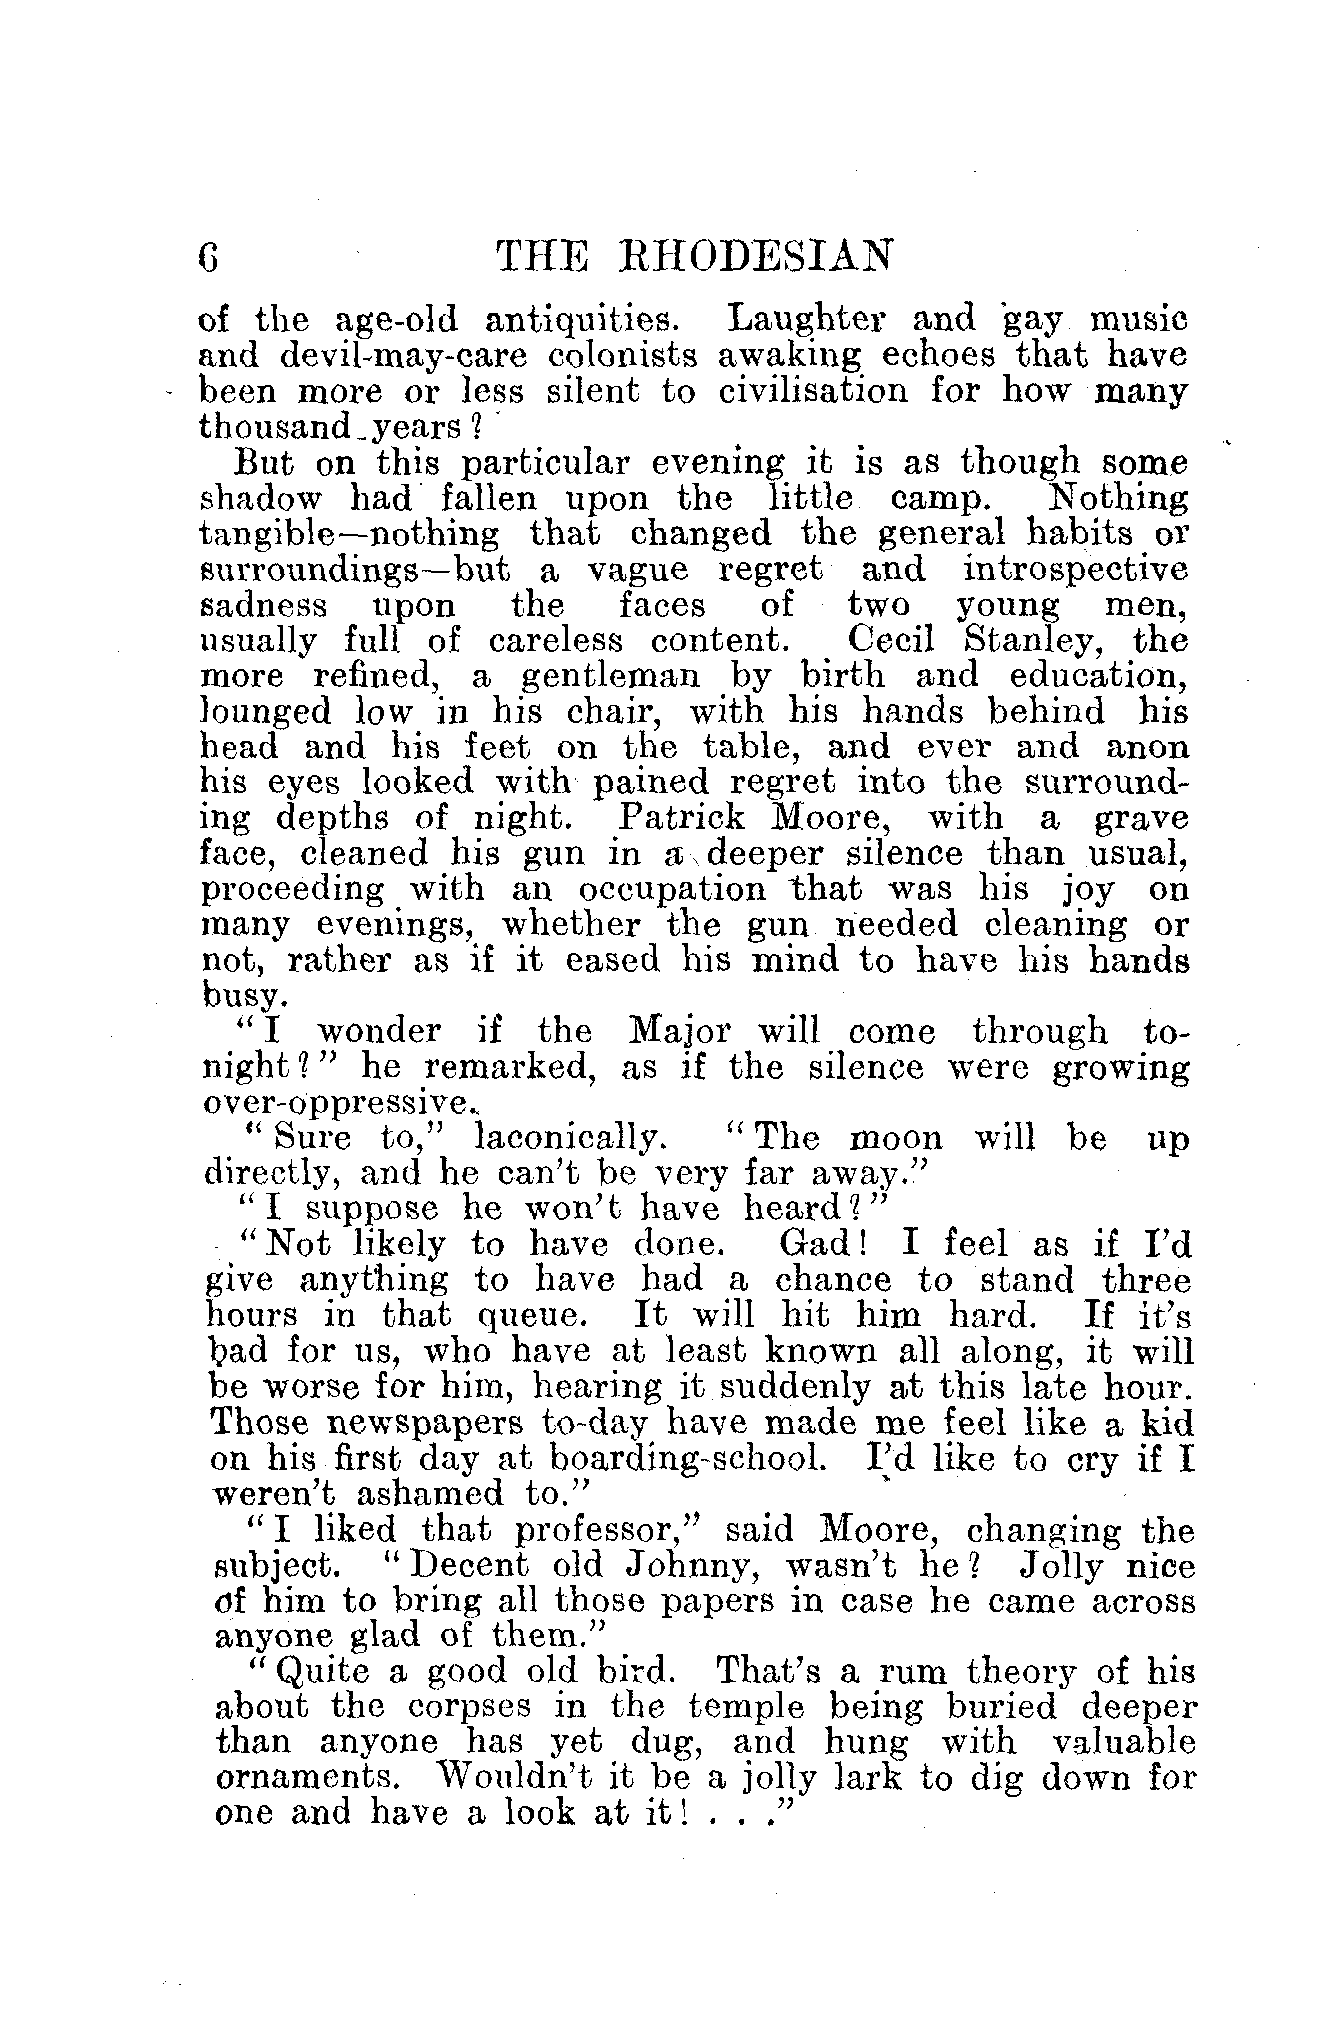 6 THE RHODESIAN
of the age-old antiquities. Laughter and gay music
and devil-may-care colonists awaking echoes that have
been more or less silent to civilisation for how many
thousand years?
But on this particular evening it is as though some
shadow had fallen upon the little camp. Nothing
tangible—nothing that changed the general habits or
surroundings—but a vague regret and introspective
sadness upon the faces of two young men,
usually full of careless content. Cecil Stanley, the
more refined, a gentleman by birth and education,
lounged low in his chair, with his hands behind his
head and his feet on the table, and ever and anon
his eyes looked with pained regret into the surround-
ing depths of night. Patrick Moore, with a grave
face, cleaned his gun in a deeper silence than usual,
proceeding with an occupation that was his joy on
many evenings, whether the gun needed cleaning or
not, rather as if it eased his mind to have his hands
busy.
"I wonder if the Major will come through to-
night?" he remarked, as if the silence were growing
over-oppressive.
"Sure to," laconically. "The moon will be up
directly, and he can't be very far away."
"I suppose he won't have heard?"
"Not likely to have done. Gad! I feel as if I'd
give anything to have had a chance to stand three
hours in that queue. It will hit him hard. If it's
bad for us, who have at least known all along, it will
be worse for him, hearing it suddenly at this late hour.
Those newspapers to-day have made me feel like a kid
on his first day at boarding-school. I'd like to cry if I
weren't ashamed to."
"I liked that professor," said Moore, changing the
subject. "Decent old Johnny, wasn't he? Jolly nice
of him to bring all those papers in case he came across
anyone glad of them."
"Quite a good old bird. That's a rum theory of his
about the corpses in the temple being buried deeper
than anyone has yet dug, and hung with valuable
ornaments. Wouldn't it be a jolly lark to dig down for
one and have a look at it! . . ."